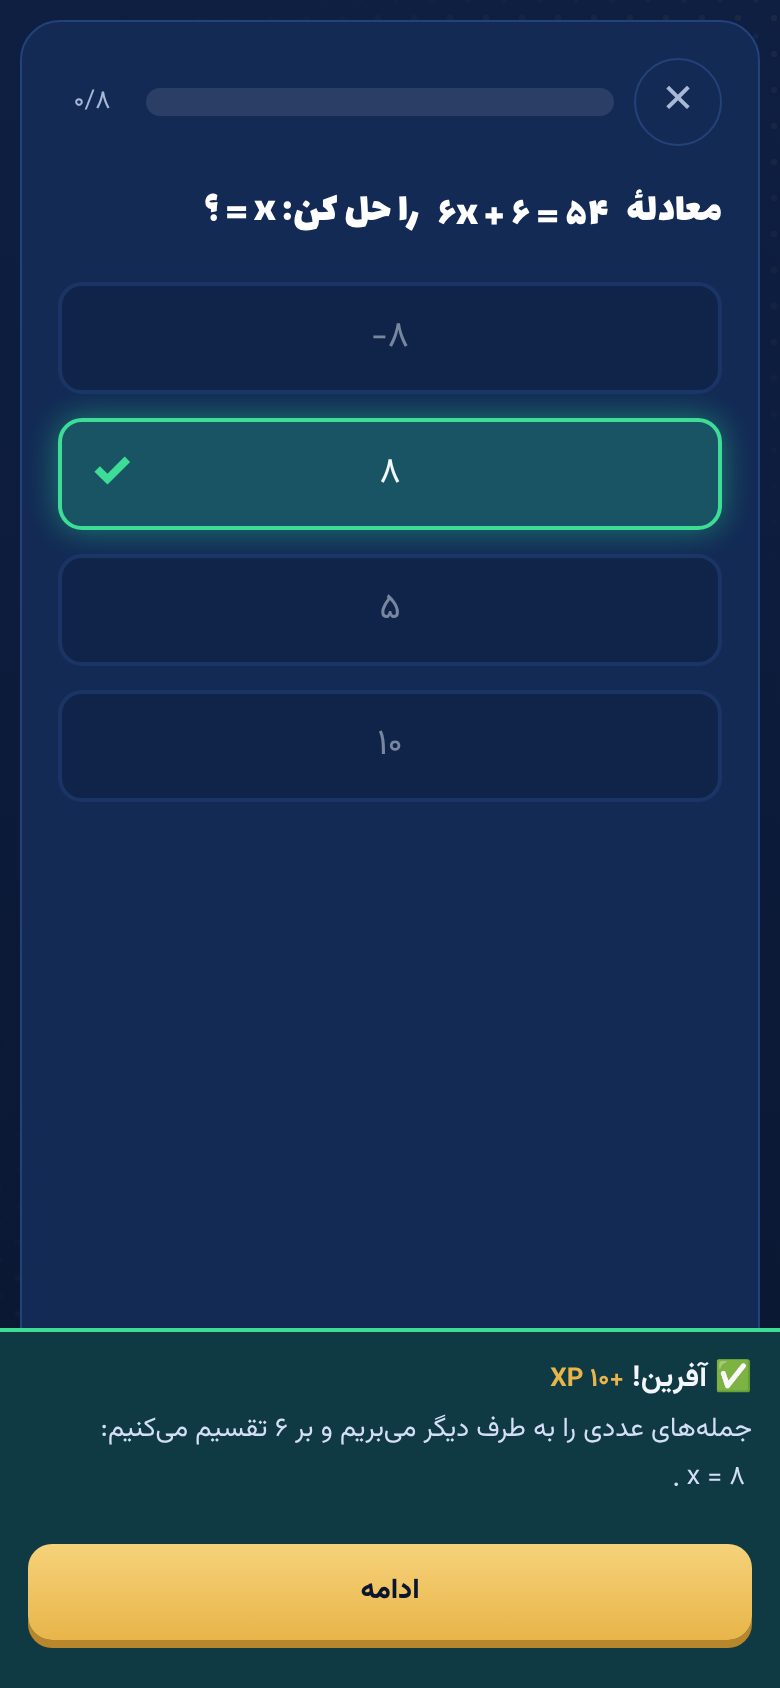 ۰/۸
معادلهٔ ۶x + ۶ = ۵۴ را حل کن: x = ؟
-۸
۸
۵
۱۰
✅ آفرین! +۱۰ XP
جمله‌های عددی را به طرف دیگر می‌بریم و بر ۶ تقسیم می‌کنیم:
x = ۸ .
ادامه